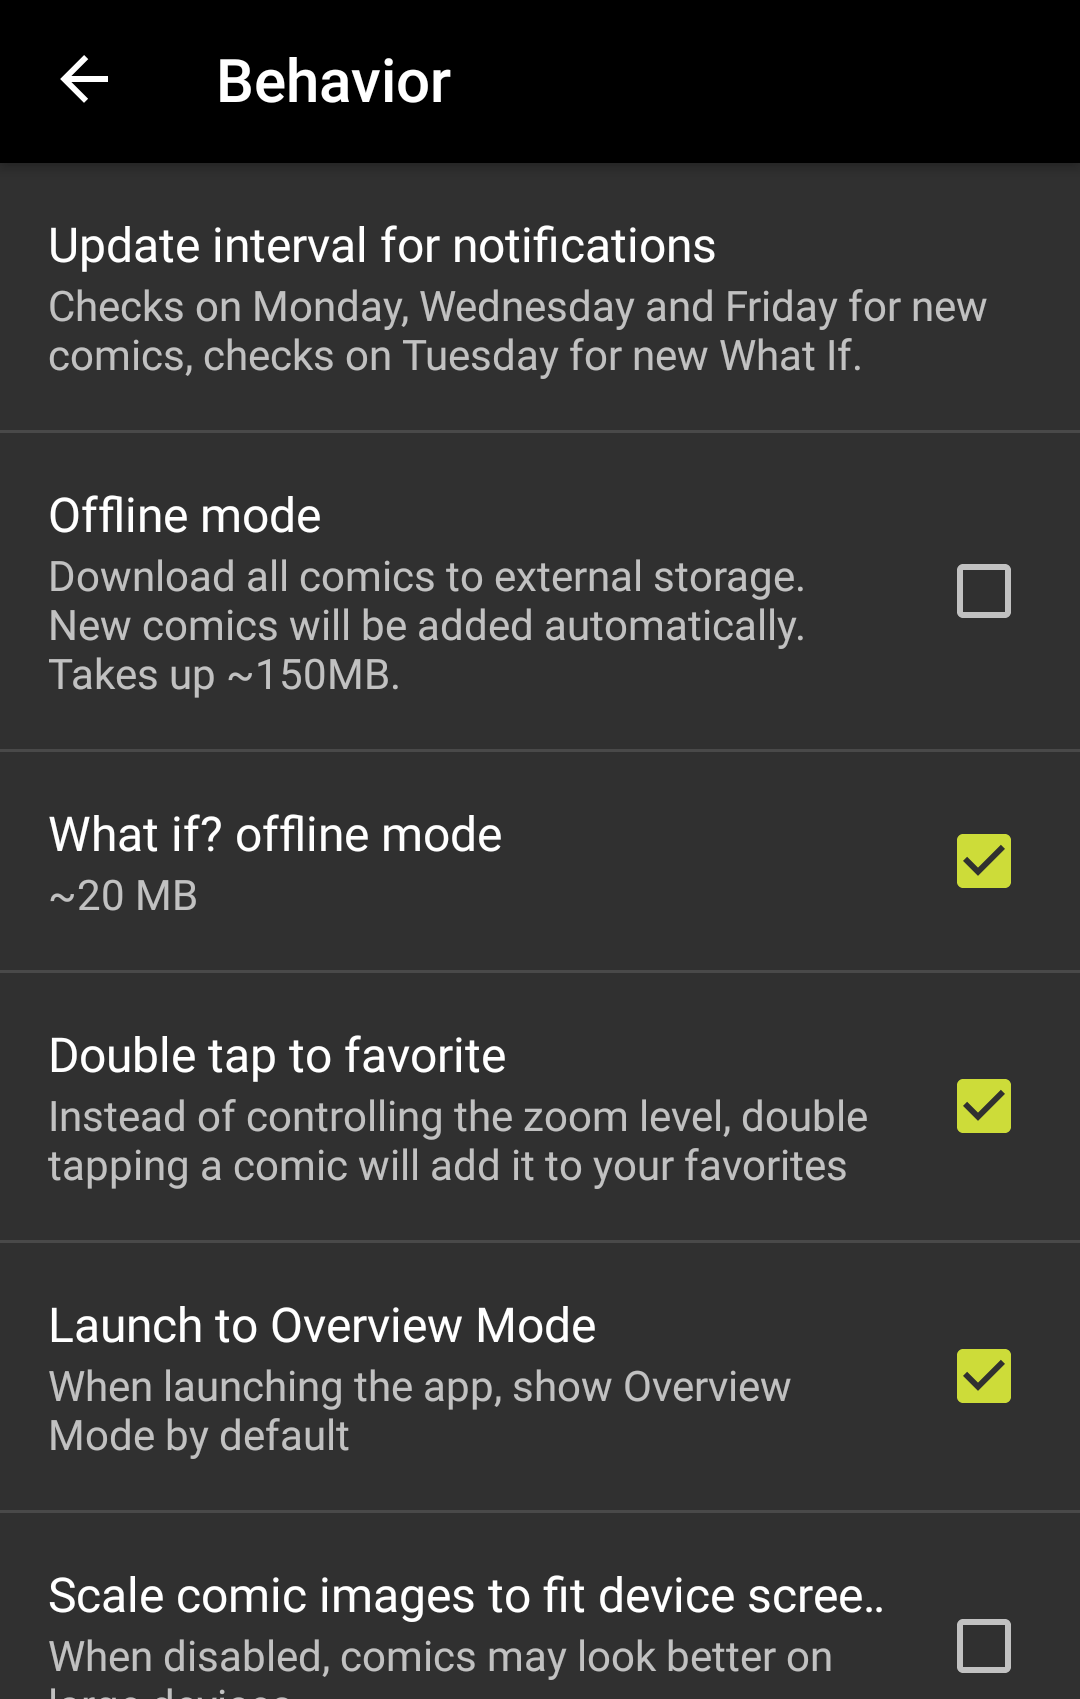 Behavior
Update interval for notifications
Checks on Monday, Wednesday and Friday for new
comics, checks on Tuesday for new What If.
Offline mode
Download all comics to external storage.
New comics will be added automatically.
Takes up ~150MB.
What if? offline mode
~20 MB
Double tap to favorite
Instead of controlling the zoom level, double
tapping a comic will add it to your favorites
Launch to Overview Mode
When launching the app, show Overview
Mode by default
Scale comic images to fit device scree..
When disabled, comics may look better on
large devices